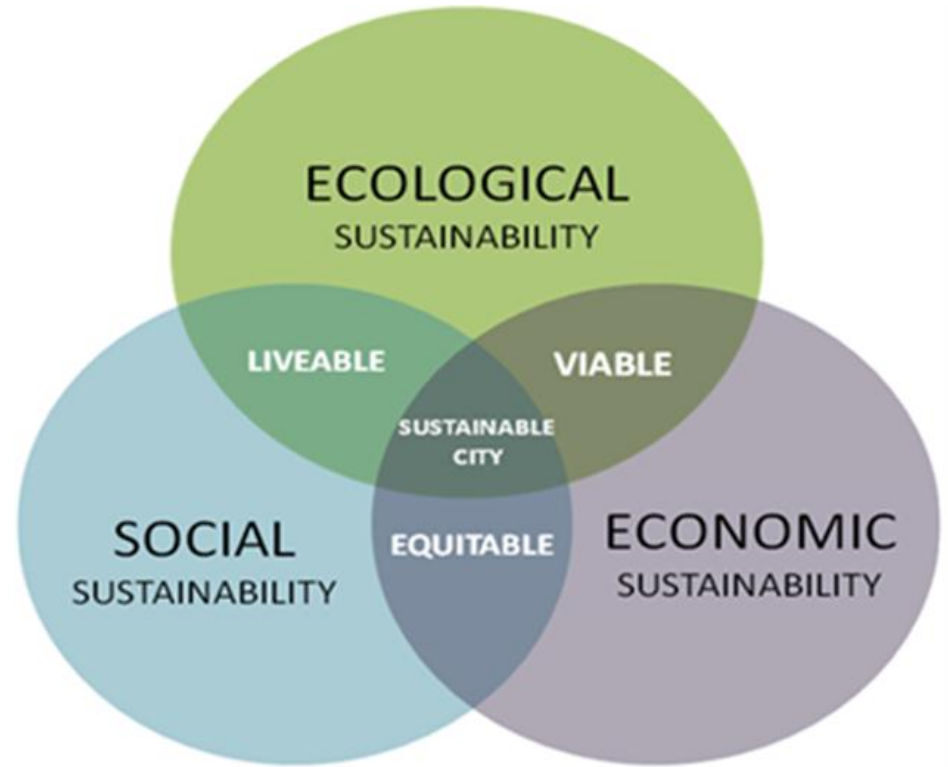 ECOLOGICAL
SUSTAINABILITY
LIVEABLE
VIABLE
SUSTAINABLE
CITY
SOCIAL
SUSTAINABILITY
EQUITABLE
ECONOMIC
SUSTAINABILITY